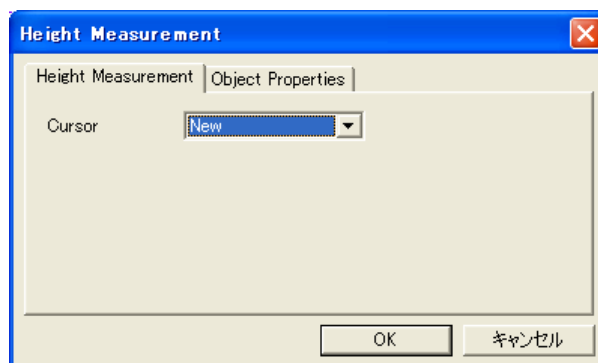 Height Measurement
Height Measurement Object Properties
Cursor New
OK キャンセル